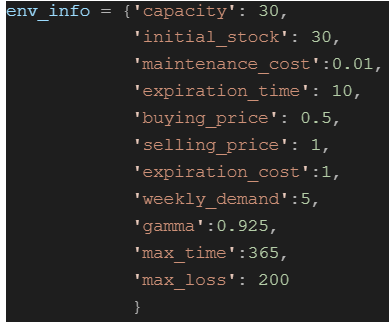 env_info = {'capacity': 30,
'initial_stock': 30,
'maintenance_cost':0.01,
'expiration_time': 10,
'buying_price': 0.5,
'selling_price': 1,
'expiration_cost':1,
'weekly_demand':5,
'gamma':0.925,
'max_time':365,
'max_loss': 200
}